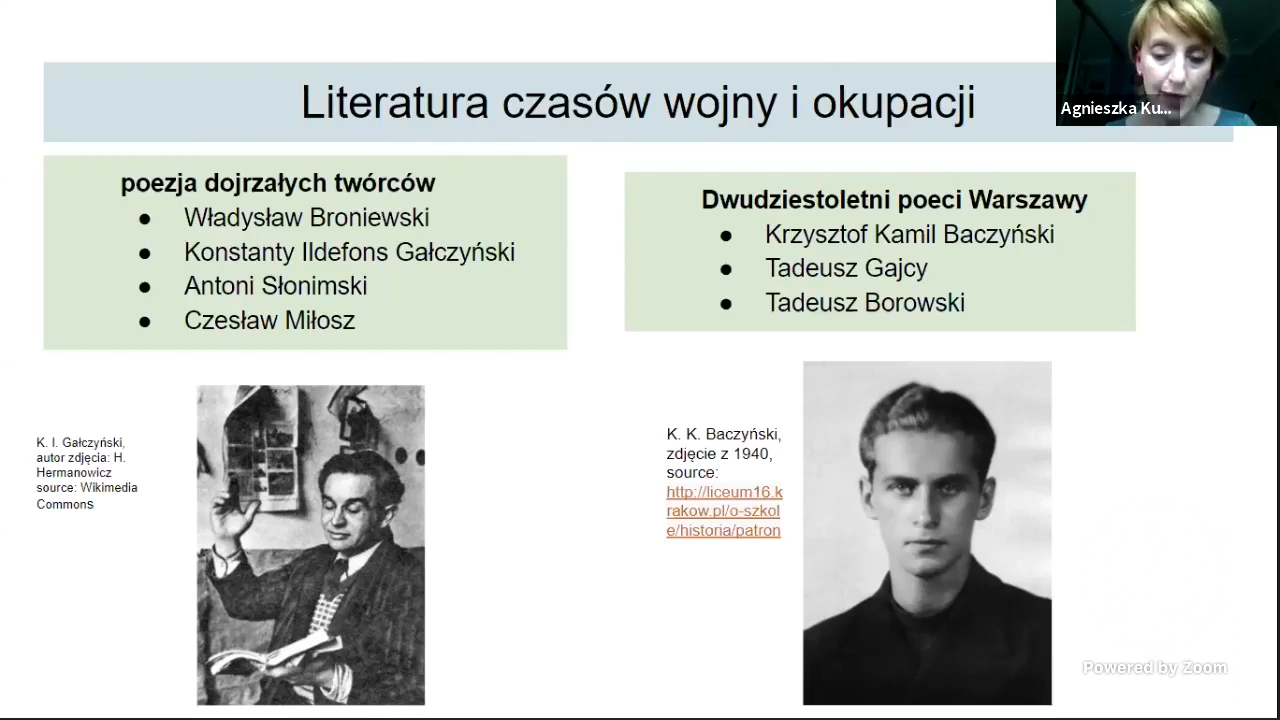 Literatura czasów wojny i okupacji
Agnieszka Ku...
poezja dojrzałych twórców
● Władysław Broniewski
● Konstanty Ildefons Gałczyński
● Antoni Słonimski
● Czesław Miłosz
Dwudziestoletni poeci Warszawy
● Krzysztof Kamil Baczyński
● Tadeusz Gajcy
● Tadeusz Borowski
K. I. Gałczyński,
autor zdjęcia: H.
Hermanowicz
source: Wikimedia
Commons
K. K. Baczyński,
zdjęcie z 1940,
source:
http://liceum16.k
rakow.pl/o-szkol
e/historia/patron
Powered by Zoom